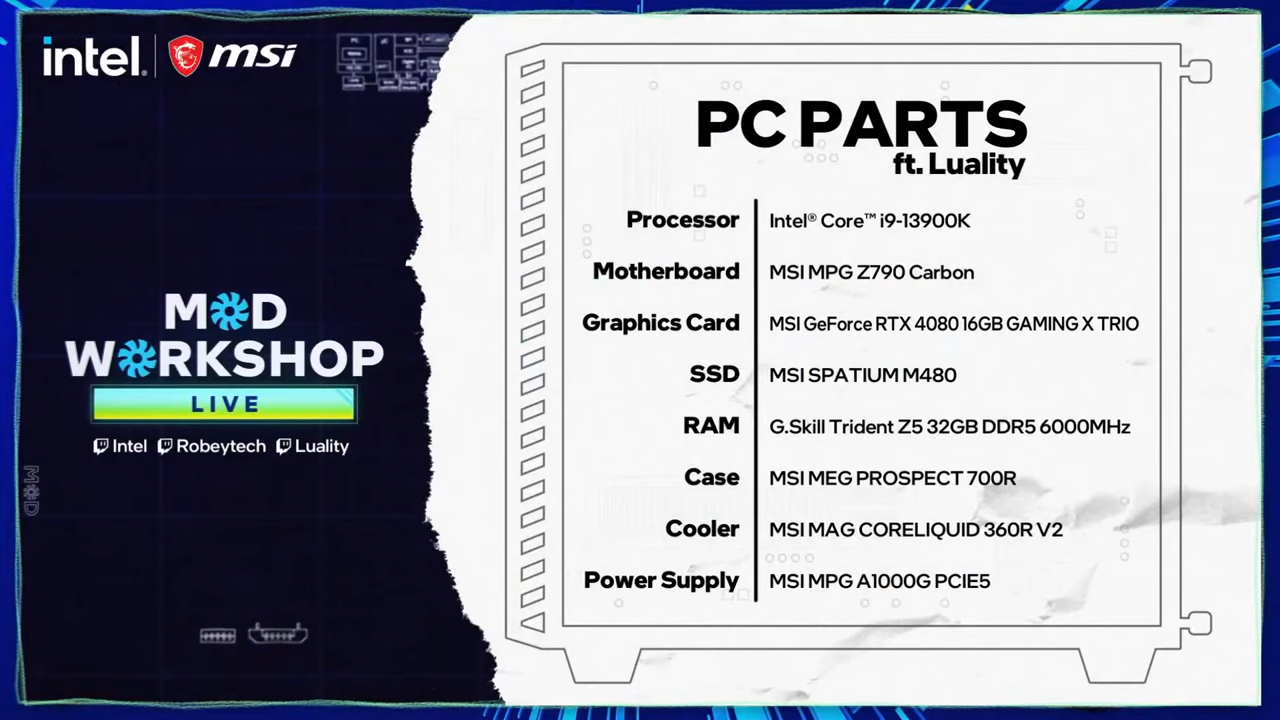 intel. msi
MOD
WORKSHOP
LIVE
Intel Robeytech Luality
MOD
PC PARTS
ft. Luality
Processor Intel® Core™ i9-13900K
Motherboard MSI MPG Z790 Carbon
Graphics Card MSI GeForce RTX 4080 16GB GAMING X TRIO
SSD MSI SPATIUM M480
RAM G.Skill Trident Z5 32GB DDR5 6000MHz
Case MSI MEG PROSPECT 700R
Cooler MSI MAG CORELIQUID 360R V2
Power Supply MSI MPG A1000G PCIE5